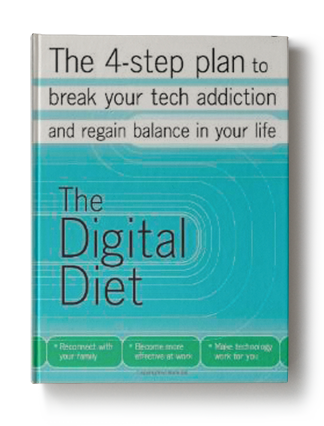 The 4-step plan to
break your tech addiction
and regain balance in your life
The
Digital
Diet
* Reconnect with
your family
* Become more
effective at work
* Make technology
work for you